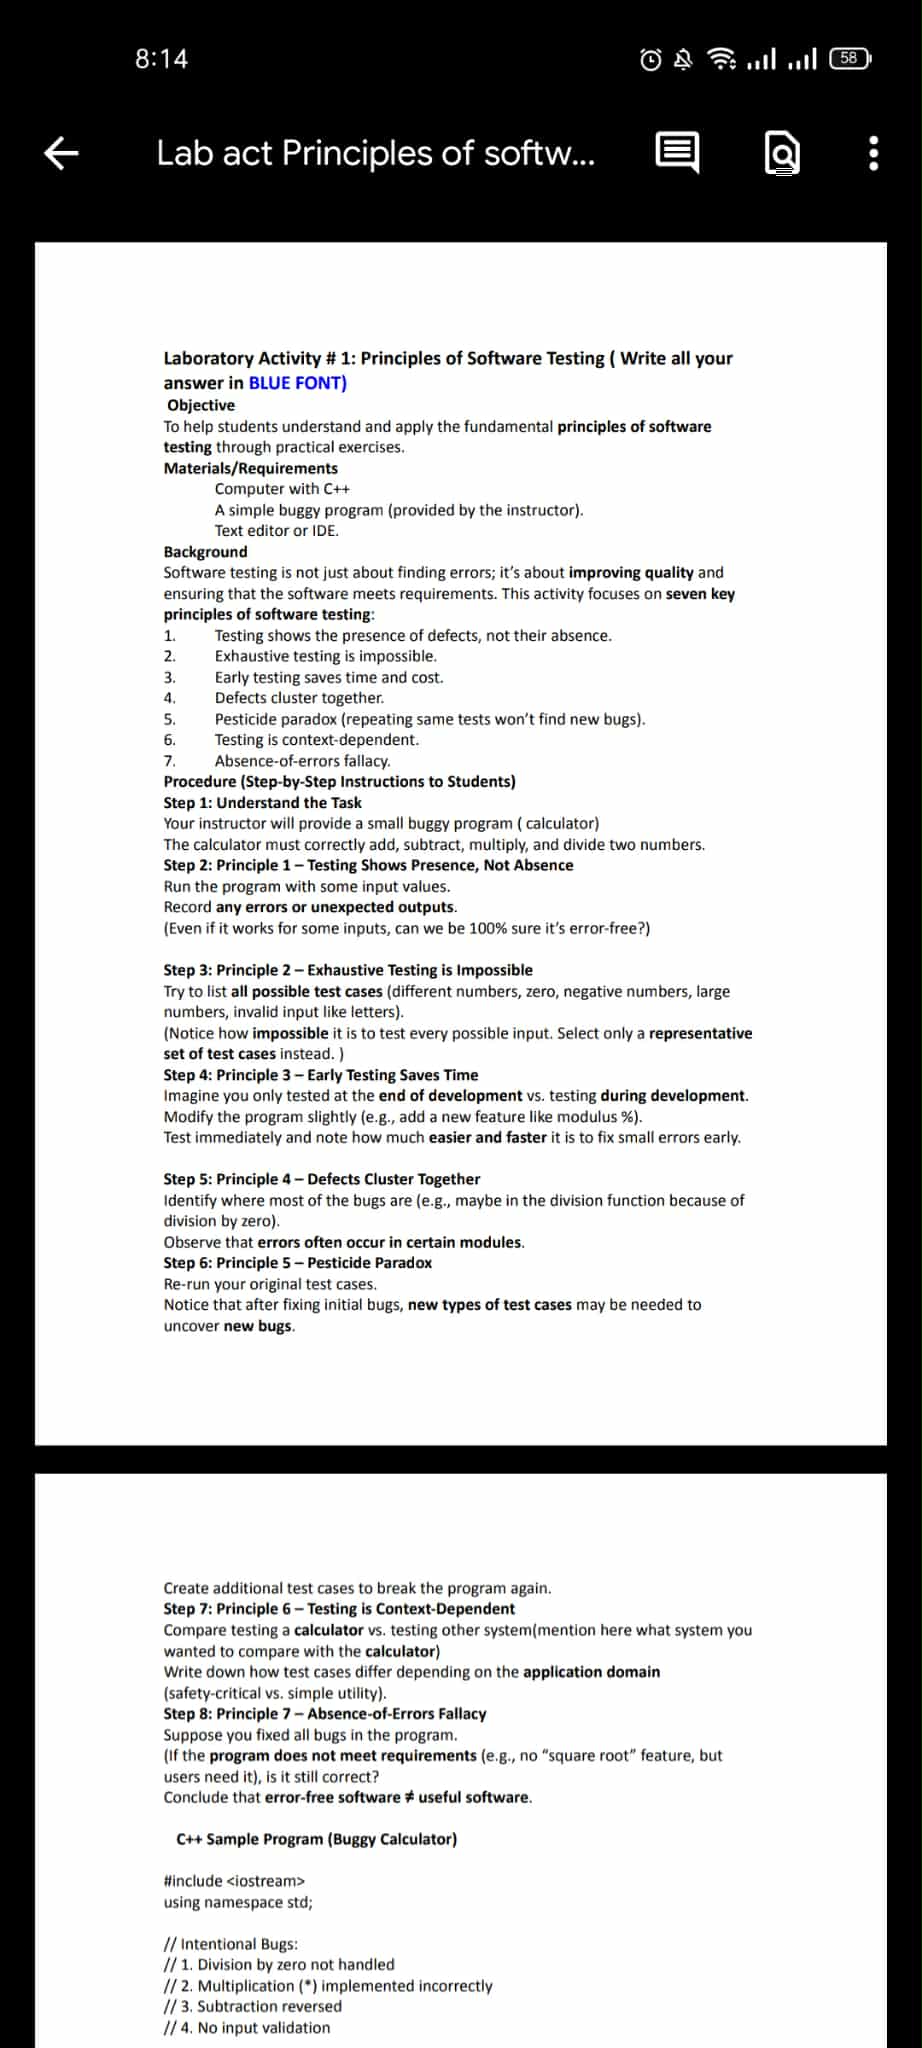 8:14
58
Lab act Principles of softw...
Laboratory Activity # 1: Principles of Software Testing ( Write all your
answer in BLUE FONT)
Objective
To help students understand and apply the fundamental principles of software
testing through practical exercises.
Materials/Requirements
Computer with C++
A simple buggy program (provided by the instructor).
Text editor or IDE.
Background
Software testing is not just about finding errors; it’s about improving quality and
ensuring that the software meets requirements. This activity focuses on seven key
principles of software testing:
1. Testing shows the presence of defects, not their absence.
2. Exhaustive testing is impossible.
3. Early testing saves time and cost.
4. Defects cluster together.
5. Pesticide paradox (repeating same tests won’t find new bugs).
6. Testing is context-dependent.
7. Absence-of-errors fallacy.
Procedure (Step-by-Step Instructions to Students)
Step 1: Understand the Task
Your instructor will provide a small buggy program ( calculator)
The calculator must correctly add, subtract, multiply, and divide two numbers.
Step 2: Principle 1 – Testing Shows Presence, Not Absence
Run the program with some input values.
Record any errors or unexpected outputs.
(Even if it works for some inputs, can we be 100% sure it’s error-free?)
Step 3: Principle 2 – Exhaustive Testing is Impossible
Try to list all possible test cases (different numbers, zero, negative numbers, large
numbers, invalid input like letters).
(Notice how impossible it is to test every possible input. Select only a representative
set of test cases instead. )
Step 4: Principle 3 – Early Testing Saves Time
Imagine you only tested at the end of development vs. testing during development.
Modify the program slightly (e.g., add a new feature like modulus %).
Test immediately and note how much easier and faster it is to fix small errors early.
Step 5: Principle 4 – Defects Cluster Together
Identify where most of the bugs are (e.g., maybe in the division function because of
division by zero).
Observe that errors often occur in certain modules.
Step 6: Principle 5 – Pesticide Paradox
Re-run your original test cases.
Notice that after fixing initial bugs, new types of test cases may be needed to
uncover new bugs.
Create additional test cases to break the program again.
Step 7: Principle 6 – Testing is Context-Dependent
Compare testing a calculator vs. testing other system(mention here what system you
wanted to compare with the calculator)
Write down how test cases differ depending on the application domain
(safety-critical vs. simple utility).
Step 8: Principle 7 – Absence-of-Errors Fallacy
Suppose you fixed all bugs in the program.
(If the program does not meet requirements (e.g., no “square root” feature, but
users need it), is it still correct?
Conclude that error-free software ≠ useful software.
C++ Sample Program (Buggy Calculator)
#include <iostream>
using namespace std;
// Intentional Bugs:
// 1. Division by zero not handled
// 2. Multiplication (*) implemented incorrectly
// 3. Subtraction reversed
// 4. No input validation